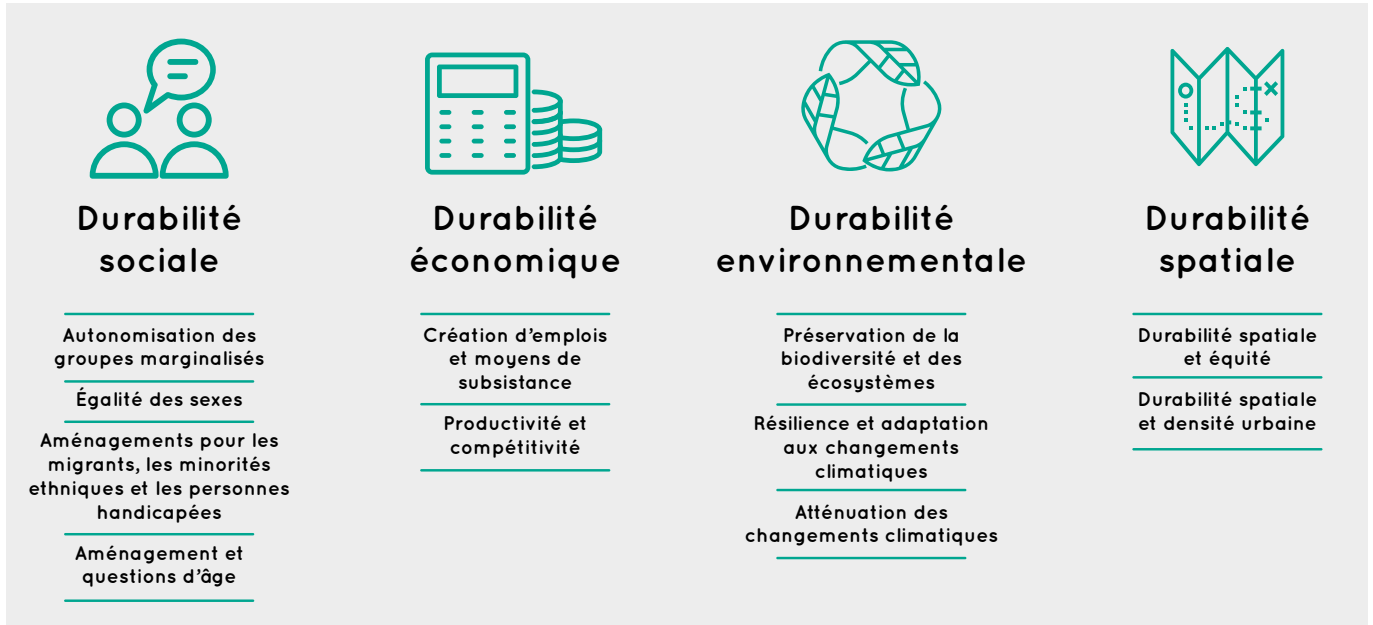 Durabilité
sociale
Autonomisation des
groupes marginalisés
Égalité des sexes
Aménagements pour les
migrants, les minorités
ethniques et les personnes
handicapées
Aménagement et
questions d’âge
Durabilité
économique
Création d’emplois
et moyens de
subsistance
Productivité et
compétitivité
Durabilité
environnementale
Préservation de la
biodiversité et des
écosystèmes
Résilience et adaptation
aux changements
climatiques
Atténuation des
changements climatiques
Durabilité
spatiale
Durabilité spatiale
et équité
Durabilité spatiale
et densité urbaine